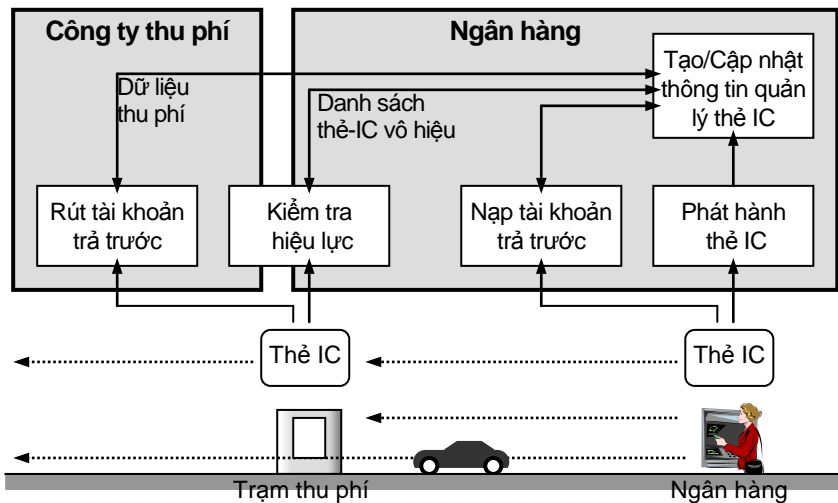 Công ty thu phí
Ngân hàng
Dữ liệu
thu phí
Danh sách
thẻ-IC vô hiệu
Tạo/Cập nhật
thông tin quản
lý thẻ IC
Rút tài khoản
trả trước
Kiểm tra
hiệu lực
Nạp tài khoản
trả trước
Phát hành
thẻ IC
Thẻ IC
Thẻ IC
Trạm thu phí
Ngân hàng